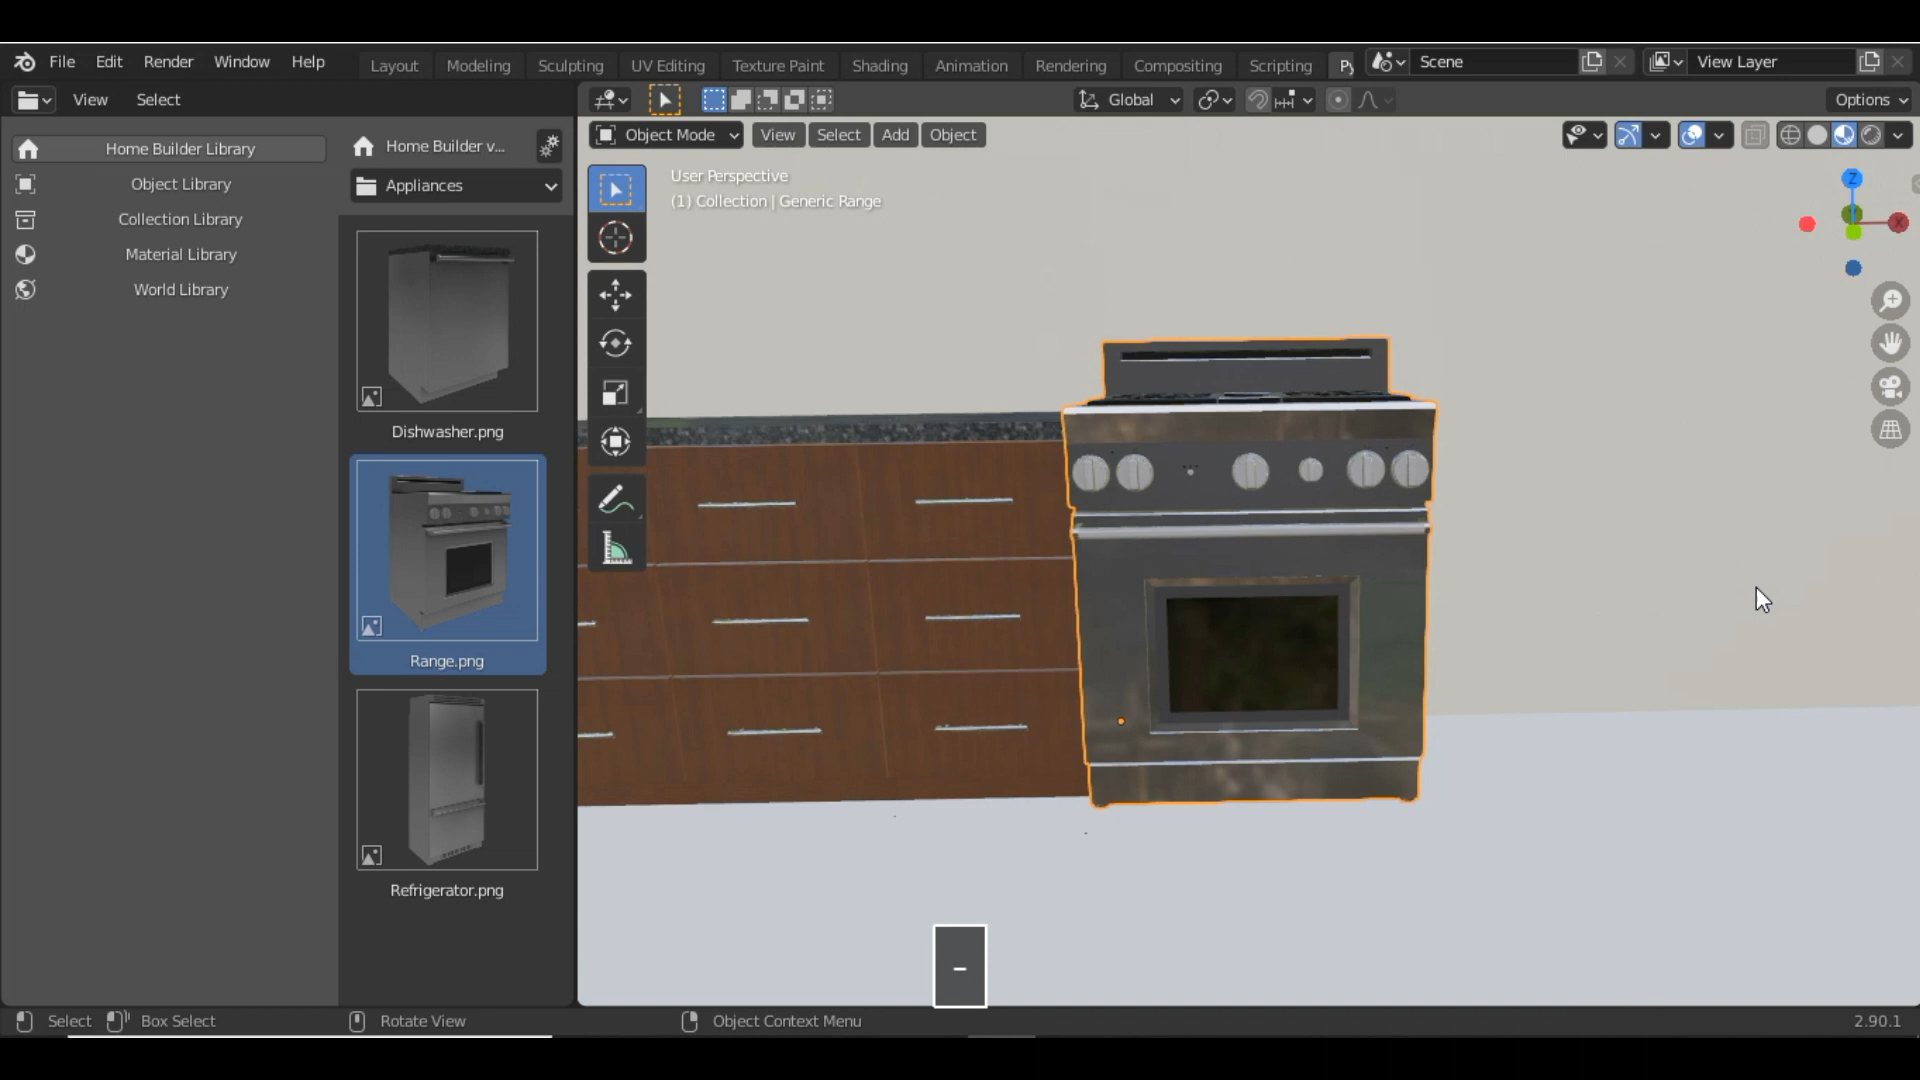 File Edit Render Window Help Layout Modeling Sculpting UV Editing Texture Paint Shading Animation Rendering Compositing Scripting Py Scene View Layer
View Select Global Options
Object Mode View Select Add Object
Home Builder Library
Object Library
Collection Library
Material Library
World Library
Home Builder v...
Appliances
Dishwasher.png
Range.png
Refrigerator.png
User Perspective
(1) Collection | Generic Range
Z
X
-
Select Box Select Rotate View Object Context Menu 2.90.1